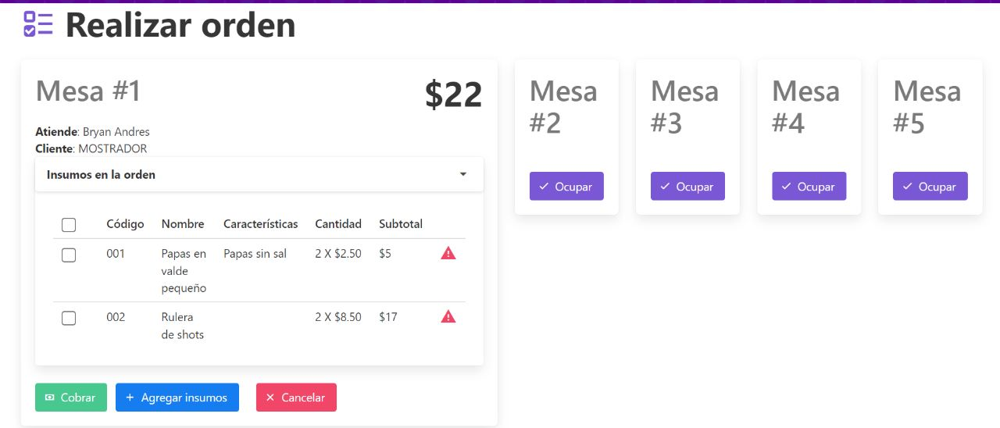 Realizar orden
Mesa #1
$22
Atiende: Bryan Andres
Cliente: MOSTRADOR
Insumos en la orden
Código Nombre Características Cantidad Subtotal
001 Papas en Papas sin sal 2 X $2.50 $5
valde
pequeño
002 Rulera 2 X $8.50 $17
de shots
Cobrar Agregar insumos Cancelar
Mesa
#2
Ocupar
Mesa
#3
Ocupar
Mesa
#4
Ocupar
Mesa
#5
Ocupar